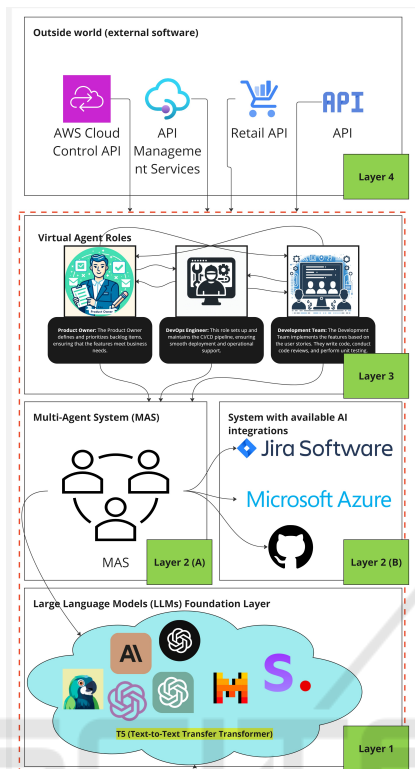 Outside world (external software)
API
AWS Cloud
Control API
API
Manageme
nt Services
Retail API
API
Layer 4
Virtual Agent Roles
Product Owner
Product Owner: The Product Owner
defines and prioritizes backlog items,
ensuring that the features meet business
needs.
DevOps Engineer: This role sets up and
maintains the CI/CD pipeline, ensuring
smooth deployment and operational
support.
Development Team: The Development
Team implements the features based on
the user stories. They write code, conduct
code reviews, and perform unit testing.
Layer 3
Multi-Agent System (MAS)
MAS
Layer 2 (A)
System with available AI
integrations
Jira Software
Microsoft Azure
Layer 2 (B)
Large Language Models (LLMs) Foundation Layer
AI
S.
T5 (Text-to-Text Transfer Transformer)
Layer 1